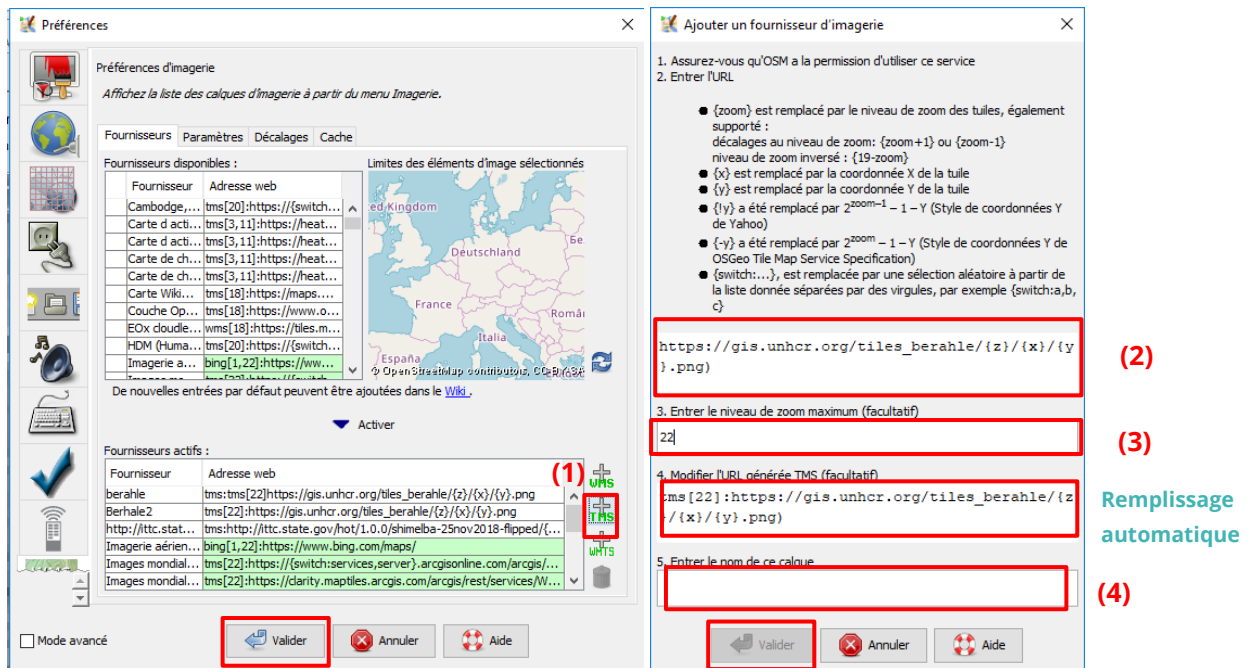 Préférences
Préférences d'imagerie
Affichez la liste des calques d'imagerie à partir du menu Imagerie.
Fournisseurs Paramètres Décalages Cache
Fournisseurs disponibles :
Limites des éléments d'image sélectionnés
Fournisseur Adresse web
Cambodge,... tms[20]:https://{switch...
Carte d acti... tms[3,11]:https://heat...
Carte d acti... tms[3,11]:https://heat...
Carte de ch... tms[3,11]:https://heat...
Carte de ch... tms[3,11]:https://heat...
Carte Wiki... tms[18]:https://maps....
Couche Op... tms[18]:https://www.o...
EOx cloudle... wms[18]:https://tiles.m...
HDM (Huma... tms[20]:https://{switch...
Imagerie a... bing[1,22]:https://ww...
ed Kingdom
Deutschland
Бе
France
Români
Italia
España
© OpenStreetMap contributors, CC-BY-SA
De nouvelles entrées par défaut peuvent être ajoutées dans le Wiki .
Activer
Fournisseurs actifs :
(1)
Fournisseur Adresse web
berahle tms:tms[22]https://gis.unhcr.org/tiles_berahle/{z}/{x}/{y}.png
Berhale2 tms[22]:https://gis.unhcr.org/tiles_berahle/{z}/{x}/{y}.png
http://ittc.stat... tms:http://ittc.state.gov/hot/1.0.0/shimelba-25nov2018-flipped/{...
Imagerie aérien... bing[1,22]:https://www.bing.com/maps/
Images mondial... tms[22]:https://{switch:services,server}.arcgisonline.com/arcgis/...
Images mondial... tms[22]:https://clarity.maptiles.arcgis.com/arcgis/rest/services/W...
WMS
TMS
WMTS
Mode avancé
Valider
Annuler
Aide
Ajouter un fournisseur d'imagerie
1. Assurez-vous qu'OSM a la permission d'utiliser ce service
2. Entrer l'URL
{zoom} est remplacé par le niveau de zoom des tuiles, également
supporté :
décalages au niveau de zoom: {zoom+1} ou {zoom-1}
niveau de zoom inversé : {19-zoom}
{x} est remplacé par la coordonnée X de la tuile
{y} est remplacé par la coordonnée Y de la tuile
{!y} a été remplacé par 2zoom−1 − 1 − Y (Style de coordonnées Y
de Yahoo)
{-y} a été remplacé par 2zoom − 1 − Y (Style de coordonnées Y de
OSGeo Tile Map Service Specification)
{switch:...}, est remplacée par une sélection aléatoire à partir de
la liste donnée séparées par des virgules, par exemple {switch:a,b,
c}
https://gis.unhcr.org/tiles_berahle/{z}/{x}/{y
}.png)
(2)
3. Entrer le niveau de zoom maximum (facultatif)
22
(3)
4. Modifier l'URL générée TMS (facultatif)
tms[22]:https://gis.unhcr.org/tiles_berahle/{z
}/{x}/{y}.png)
Remplissage
automatique
5. Entrer le nom de ce calque
(4)
Valider
Annuler
Aide